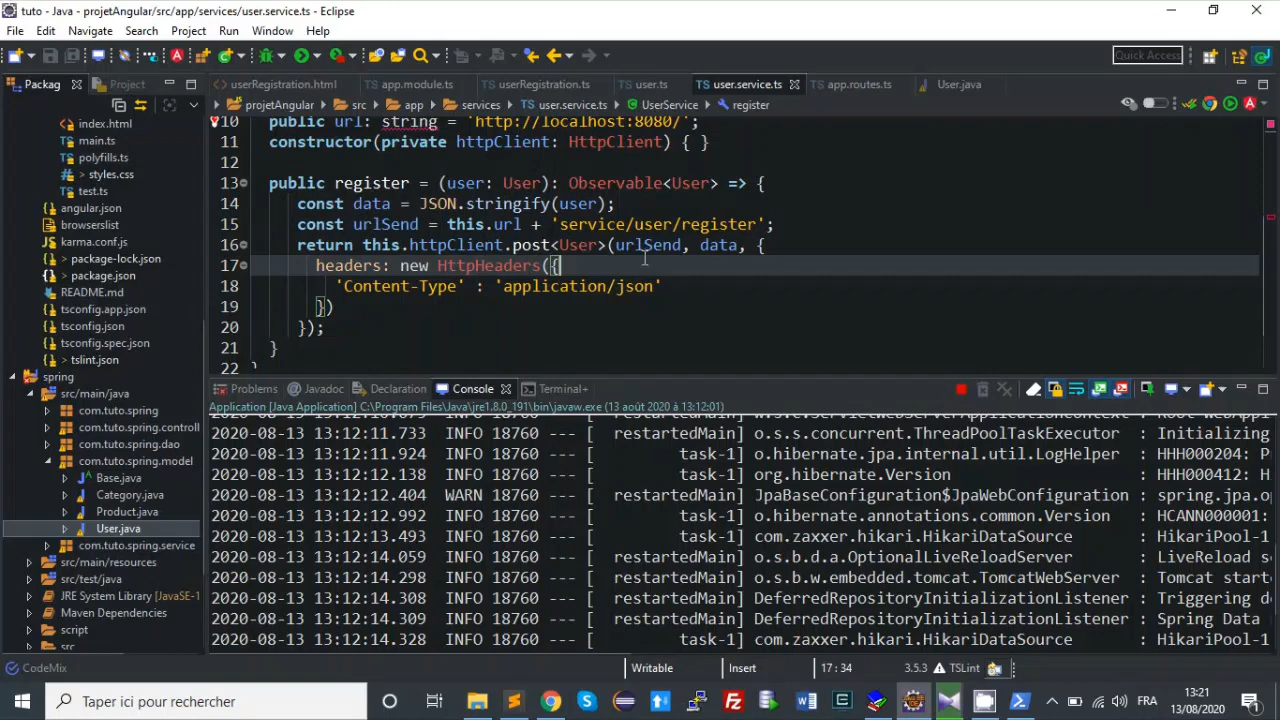 tuto - Java - projetAngular/src/app/services/user.service.ts - Eclipse
File Edit Navigate Search Project Run Window Help
Quick Access
Packag Project
userRegistration.html app.module.ts TS userRegistration.ts TS user.ts TS user.service.ts TS app.routes.ts User.java
projetAngular src app services TS user.service.ts UserService register
index.html
main.ts
polyfills.ts
> styles.css
test.ts
angular.json
browserslist
karma.conf.js
> package-lock.json
> package.json
README.md
tsconfig.app.json
tsconfig.json
tsconfig.spec.json
> tslint.json
spring
src/main/java
com.tuto.spring
com.tuto.spring.controll
com.tuto.spring.dao
com.tuto.spring.model
Base.java
Category.java
Product.java
User.java
com.tuto.spring.service
src/main/resources
src/test/java
JRE System Library [JavaSE-1
Maven Dependencies
script
src
10 public url: string = 'http://localhost:8080/';
11 constructor(private httpClient: HttpClient) { }
12
13 public register = (user: User): Observable<User> => {
14 const data = JSON.stringify(user);
15 const urlSend = this.url + 'service/user/register';
16 return this.httpClient.post<User>(urlSend, data, {
17 headers: new HttpHeaders({
18 'Content-Type' : 'application/json'
19 })
20 });
21 }
22 }
Problems @ Javadoc Declaration Console Terminal+
Application [Java Application] C:\Program Files\Java\jre1.8.0_191\bin\javaw.exe (13 août 2020 à 13:12:01)
2020-08-13 13:12:11.733 INFO 18760 --- [ restartedMain] o.s.s.concurrent.ThreadPoolTaskExecutor : Initializing
2020-08-13 13:12:11.924 INFO 18760 --- [ task-1] o.hibernate.jpa.internal.util.LogHelper : HHH000204: P
2020-08-13 13:12:12.138 INFO 18760 --- [ task-1] org.hibernate.Version : HHH000412: H
2020-08-13 13:12:12.404 WARN 18760 --- [ restartedMain] JpaBaseConfiguration$JpaWebConfiguration : spring.jpa.o
2020-08-13 13:12:12.992 INFO 18760 --- [ task-1] o.hibernate.annotations.common.Version : HCANN000001:
2020-08-13 13:12:13.493 INFO 18760 --- [ task-1] com.zaxxer.hikari.HikariDataSource : HikariPool-1
2020-08-13 13:12:14.059 INFO 18760 --- [ restartedMain] o.s.b.d.a.OptionalLiveReloadServer : LiveReload s
2020-08-13 13:12:14.298 INFO 18760 --- [ restartedMain] o.s.b.w.embedded.tomcat.TomcatWebServer : Tomcat start
2020-08-13 13:12:14.308 INFO 18760 --- [ restartedMain] DeferredRepositoryInitializationListener : Triggering de
2020-08-13 13:12:14.309 INFO 18760 --- [ restartedMain] DeferredRepositoryInitializationListener : Spring Data
2020-08-13 13:12:14.328 INFO 18760 --- [ task-1] com.zaxxer.hikari.HikariDataSource : HikariPool-1
CodeMix Writable Insert 17 : 34 3.5.3 TSLint
Taper ici pour rechercher FRA 13:21
13/08/2020